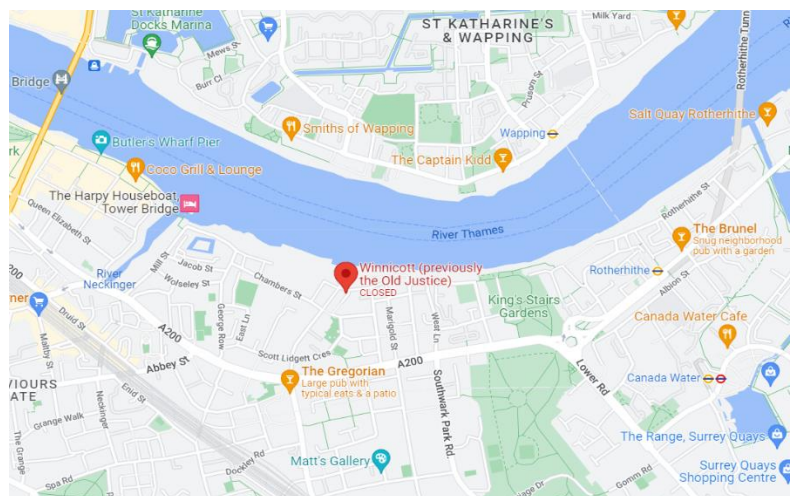 St Katharine
Docks Marina
Mews St
Burr Cl
ST KATHARINE'S
& WAPPING
Milk Yard
Prusom St
Rotherhithe Tunn
Bridge
Smiths of Wapping
Wapping
Salt Quay Rotherhithe
Butler's Wharf Pier
The Captain Kidd
Coco Grill & Lounge
The Harpy Houseboat,
Tower Bridge
Rotherhithe St
Queen Elizabeth St
River Thames
The Brunel
Snug neighborhood
pub with a garden
Mill St
Jacob St
Wolseley St
River
Neckinger
Chambers St
Winnicott (previously
the Old Justice)
CLOSED
Rotherhithe
Albion St
A200
King's Stairs
Gardens
George Row
East Ln
Marigold St
West Ln
Canada Water Cafe
Druid St
Maltby St
A200
Scott Lidgett Cres
A200
Abbey St
The Gregorian
Large pub with
typical eats & a patio
Lower Rd
Canada Water
VIOURS
ATE
Enid St
Neckinger
Southwark Park Rd
Grange Walk
The Grange
Dockley Rd
Matt's Gallery
The Range, Surrey Quays
Surrey Quays
Shopping Centre
Spa Rd
Gomm Rd